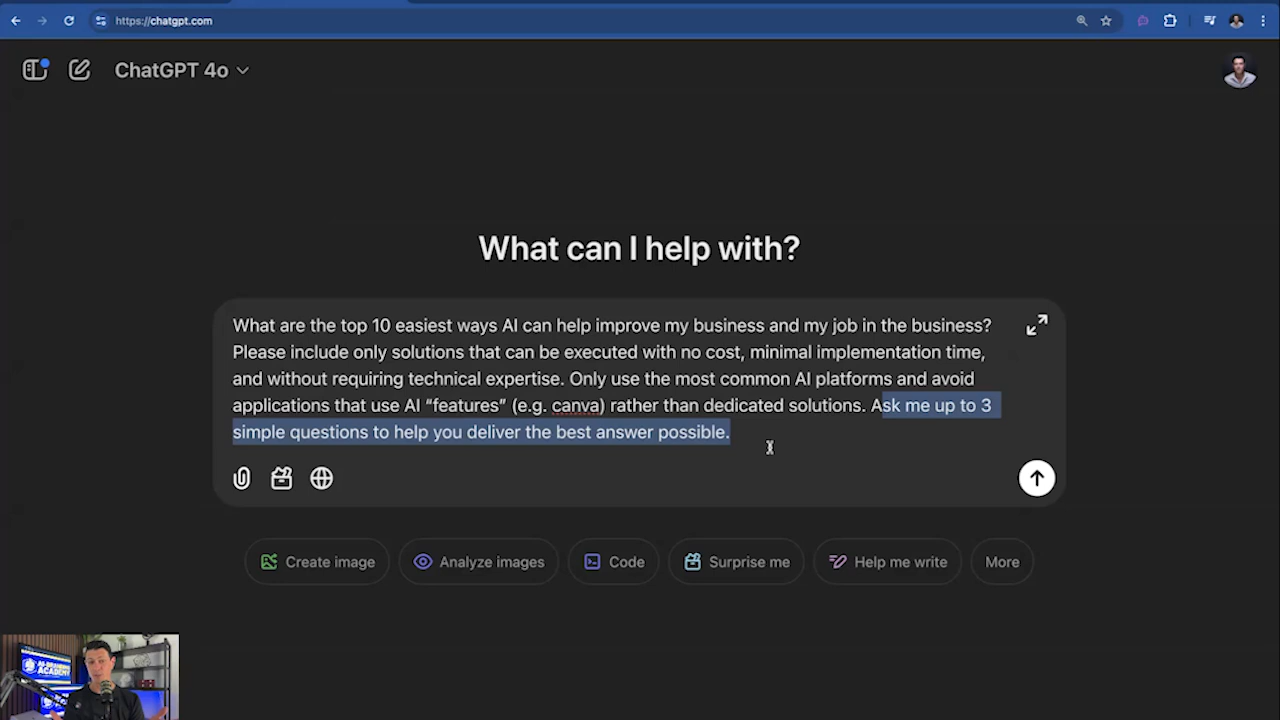 https://chatgpt.com
ChatGPT 4o
What can I help with?
What are the top 10 easiest ways AI can help improve my business and my job in the business?
Please include only solutions that can be executed with no cost, minimal implementation time,
and without requiring technical expertise. Only use the most common AI platforms and avoid
applications that use AI “features” (e.g. canva) rather than dedicated solutions. Ask me up to 3
simple questions to help you deliver the best answer possible.
Create image
Analyze images
Code
Surprise me
Help me write
More
ACADEMY